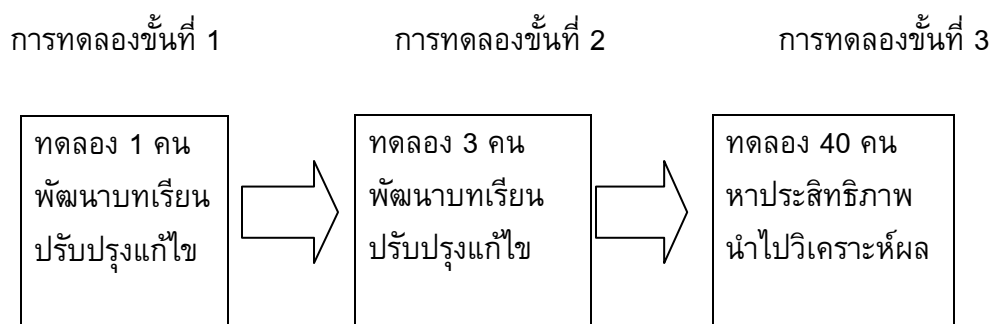 การทดลองขั้นที่ 1
การทดลองขั้นที่ 2
การทดลองขั้นที่ 3
ทดลอง 1 คน
พัฒนาบทเรียน
ปรับปรุงแก้ไข
ทดลอง 3 คน
พัฒนาบทเรียน
ปรับปรุงแก้ไข
ทดลอง 40 คน
หาประสิทธิภาพ
นำไปวิเคราะห์ผล